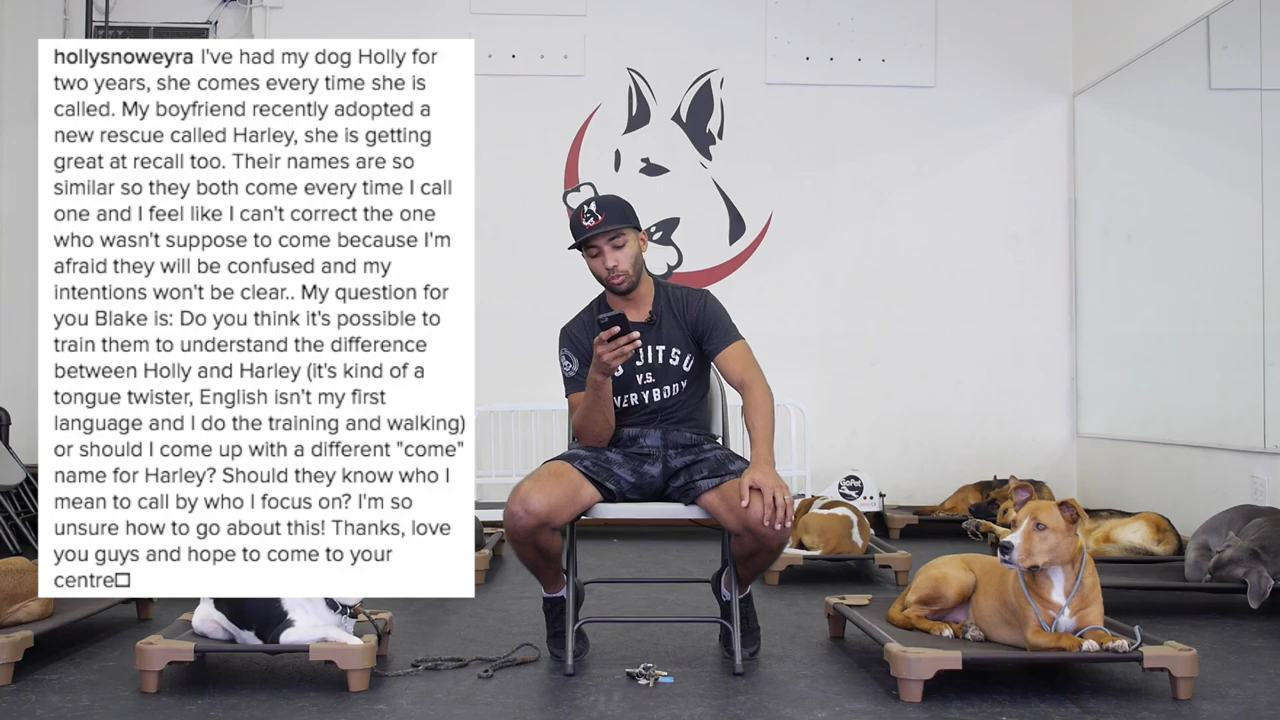 hollysnoweyra I've had my dog Holly for
two years, she comes every time she is
called. My boyfriend recently adopted a
new rescue called Harley, she is getting
great at recall too. Their names are so
similar so they both come every time I call
one and I feel like I can't correct the one
who wasn't suppose to come because I'm
afraid they will be confused and my
intentions won't be clear.. My question for
you Blake is: Do you think it's possible to
train them to understand the difference
between Holly and Harley (it's kind of a
tongue twister, English isn't my first
language and I do the training and walking)
or should I come up with a different "come"
name for Harley? Should they know who I
mean to call by who I focus on? I'm so
unsure how to go about this! Thanks, love
you guys and hope to come to your
centre□
JITSU
V.S.
VERYBODY
GoPet